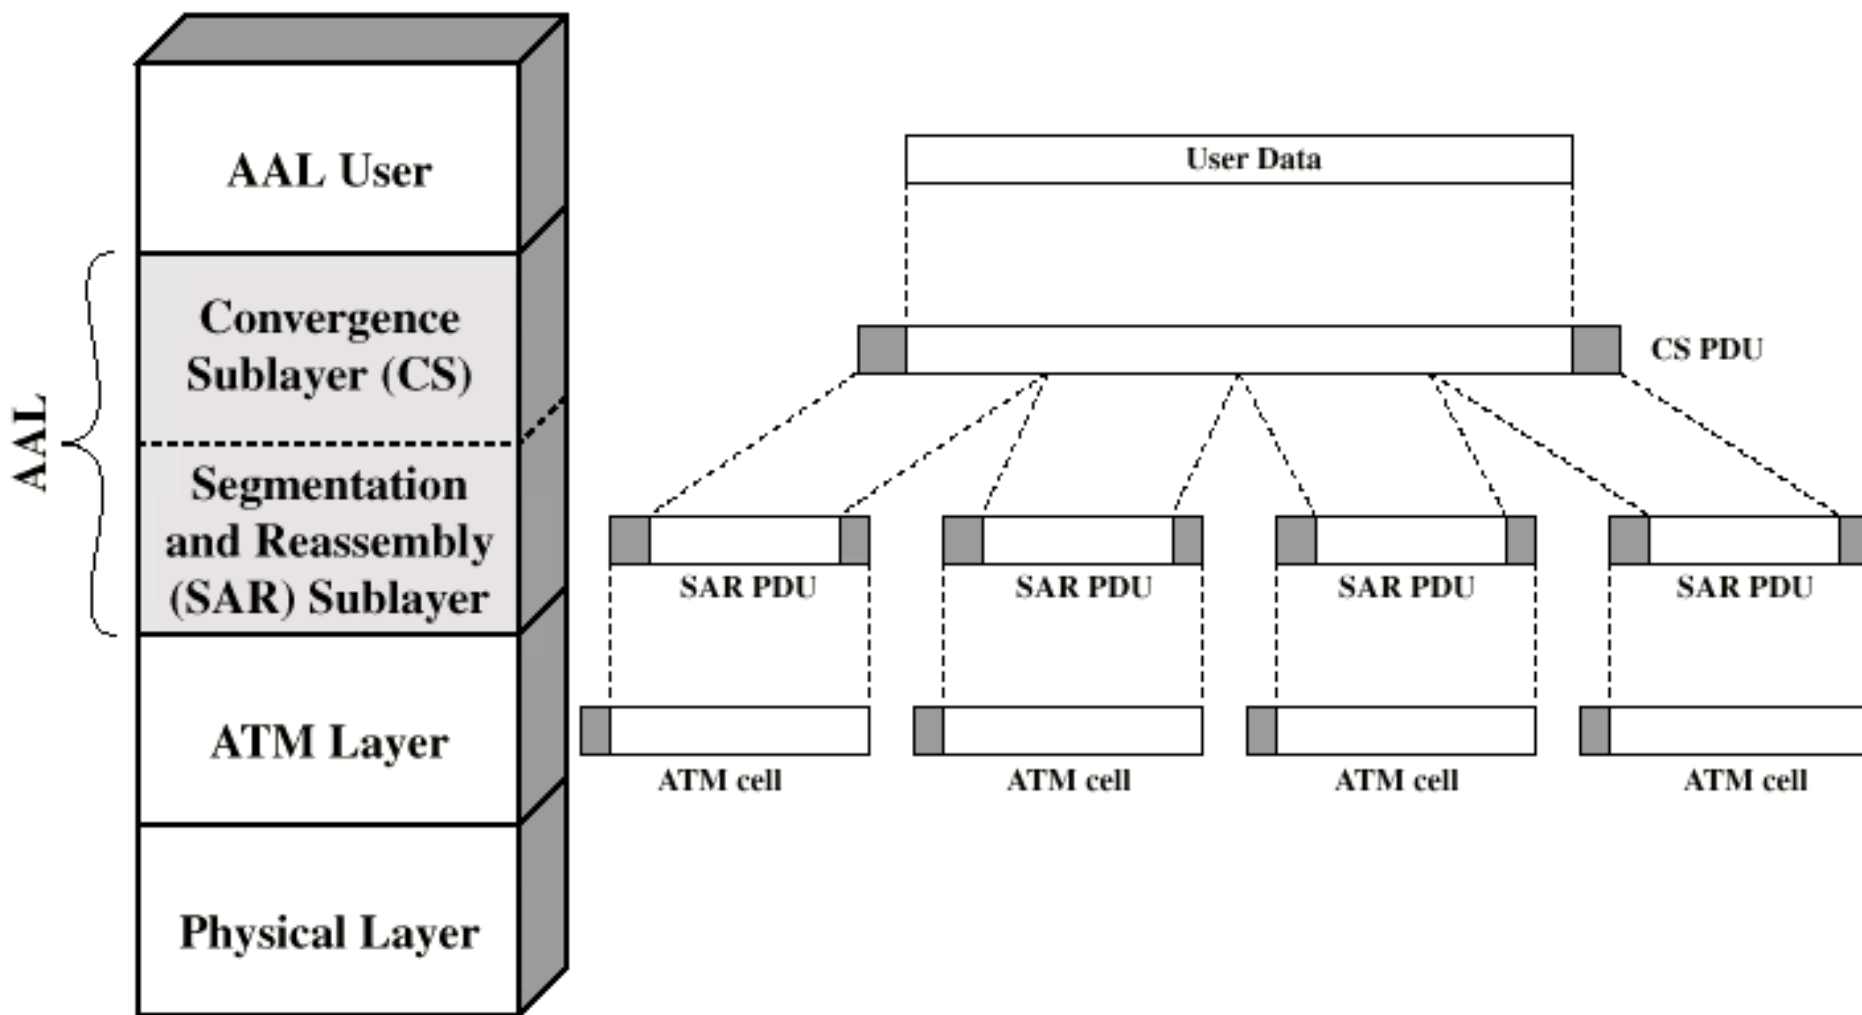 AAL User
AAL
Convergence
Sublayer (CS)
Segmentation
and Reassembly
(SAR) Sublayer
ATM Layer
Physical Layer
User Data
CS PDU
SAR PDU
SAR PDU
SAR PDU
SAR PDU
ATM cell
ATM cell
ATM cell
ATM cell